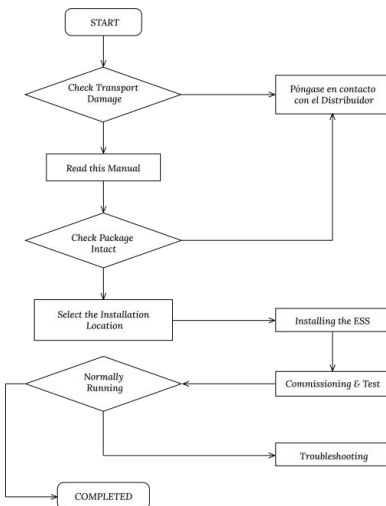 START
Check Transport
Damage
Póngase en contacto
con el Distribuidor
Read this Manual
Check Package
Intact
Select the Installation
Location
Installing the ESS
Normally
Running
Commissioning & Test
Troubleshooting
COMPLETED